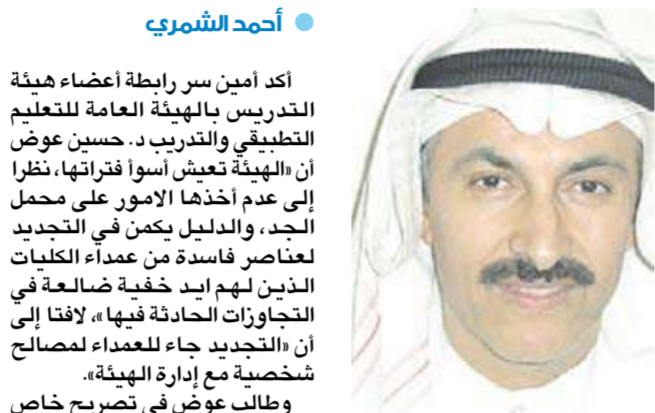 أحمد الشمري
أكد أمين سر رابطة أعضاء هيئة
التدريس بالهيئة العامة للتعليم
التطبيقي والتدريب د. حسين عوض
أن «الهيئة تعيش أسوأ فتراتها، نظرا
إلى عدم أخذها الامور على محمل
الجد، والدليل يكمن في التجديد
لعناصر فاسدة من عمداء الكليات
الذين لهم ايد خفية ضالعة في
التجاوزات الحادثة فيها»، لافتا إلى
أن «التجديد جاء للعمداء لمصالح
شخصية مع إدارة الهيئة».
وطالب عوض في تصريح خاص